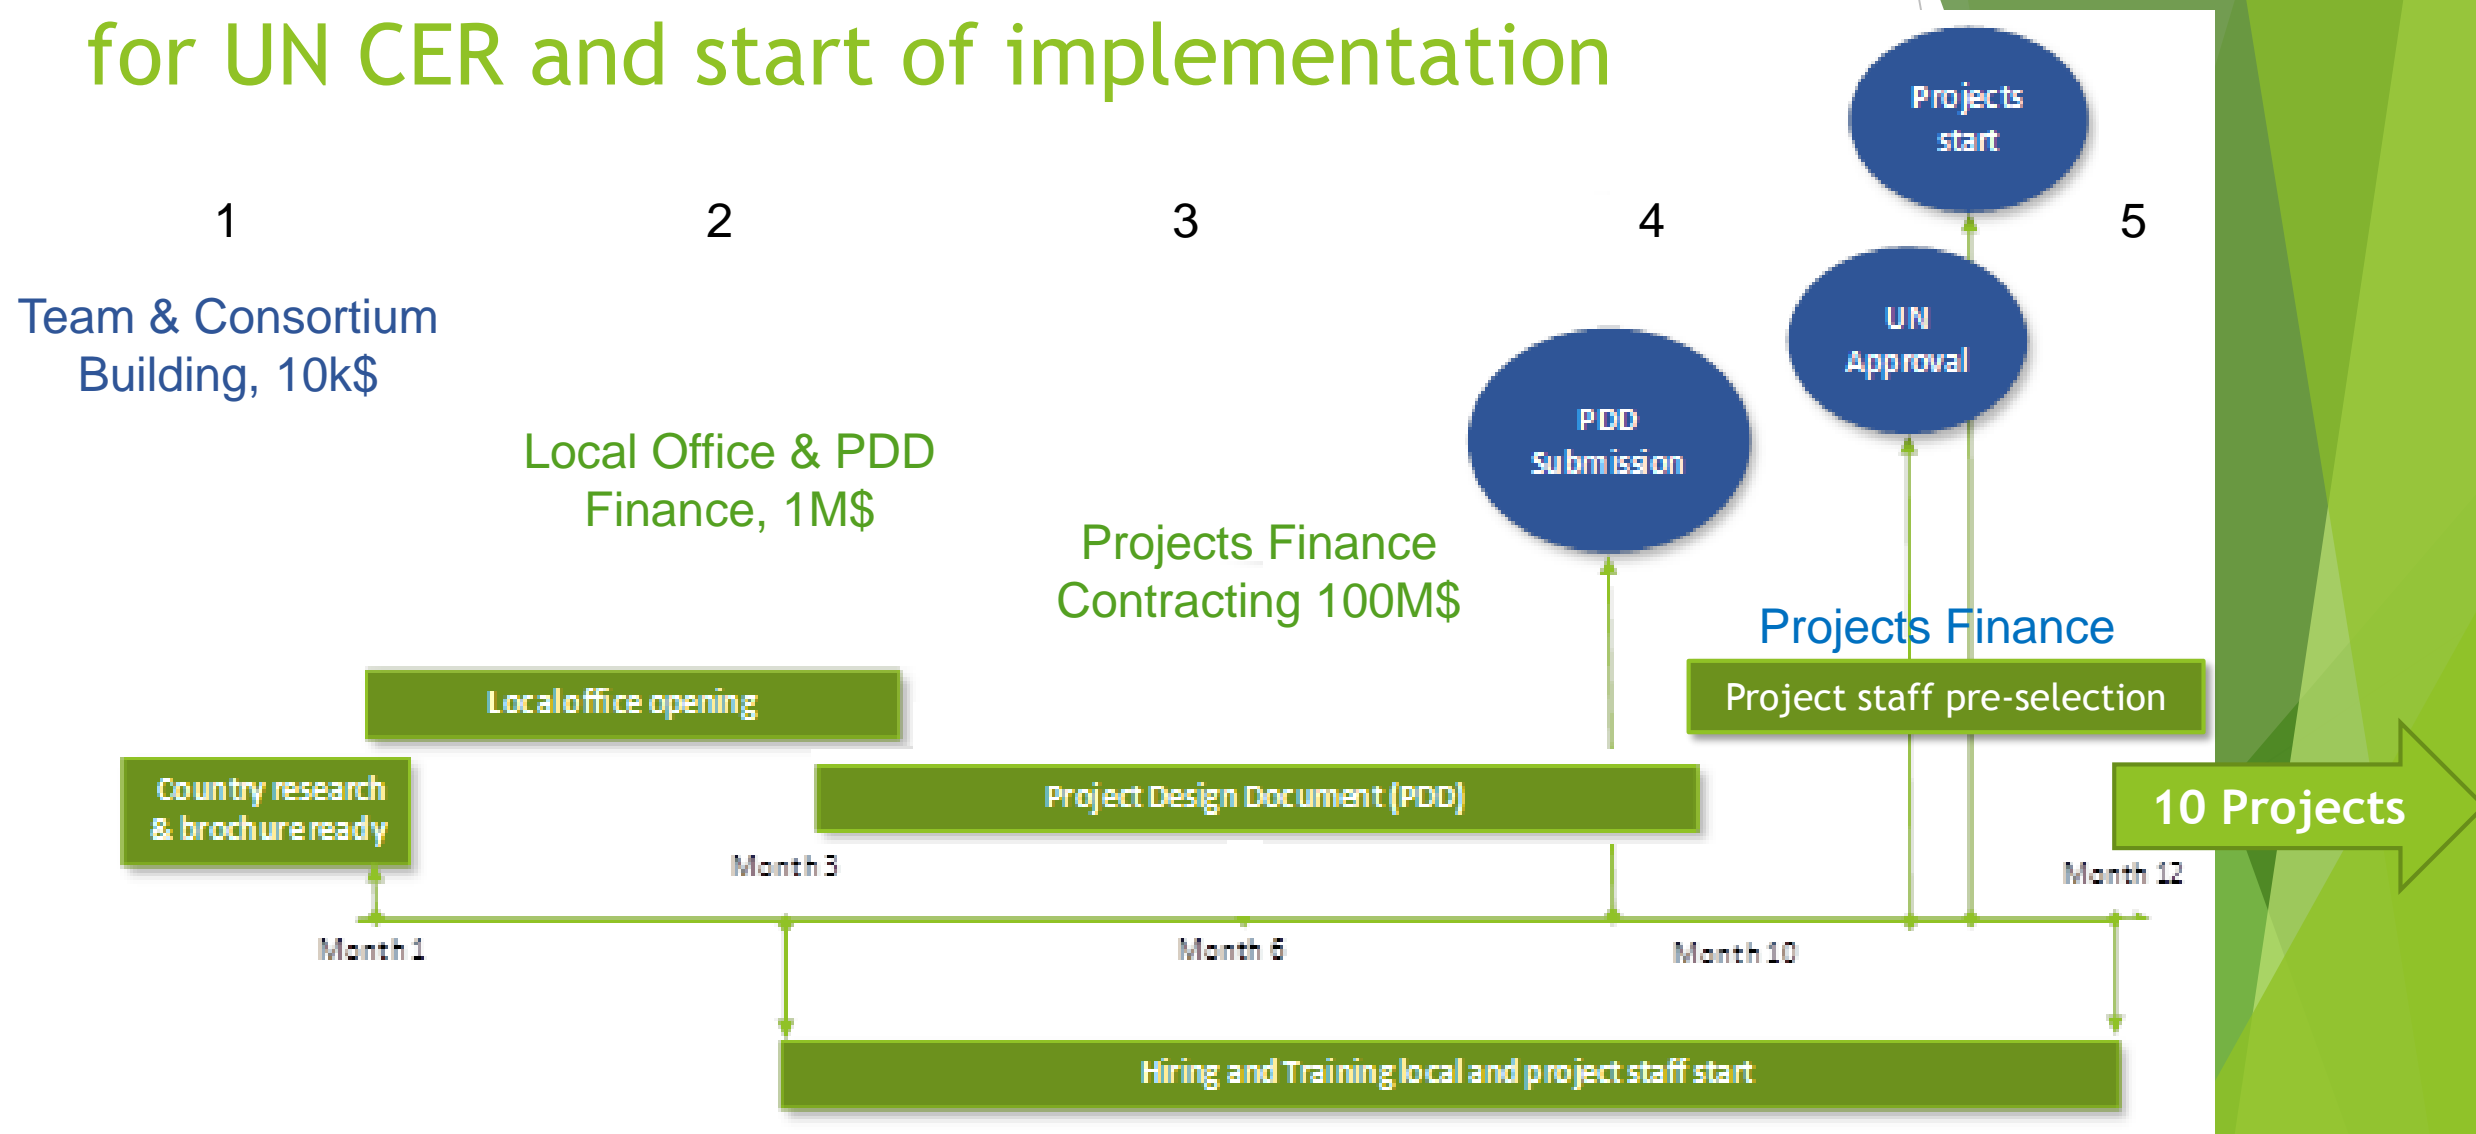 for UN CER and start of implementation
Projects
start
1
2
3
4
5
Team & Consortium
Building, 10k$
UN
Approval
PDD
Submission
Local Office & PDD
Finance, 1M$
Projects Finance
Contracting 100M$
Projects Finance
Local office opening
Project staff pre-selection
Country research
& brochure ready
Project Design Document (PDD)
10 Projects
Month 3
Month 12
Month 1
Month 6
Month 10
Hiring and Training local and project staff start